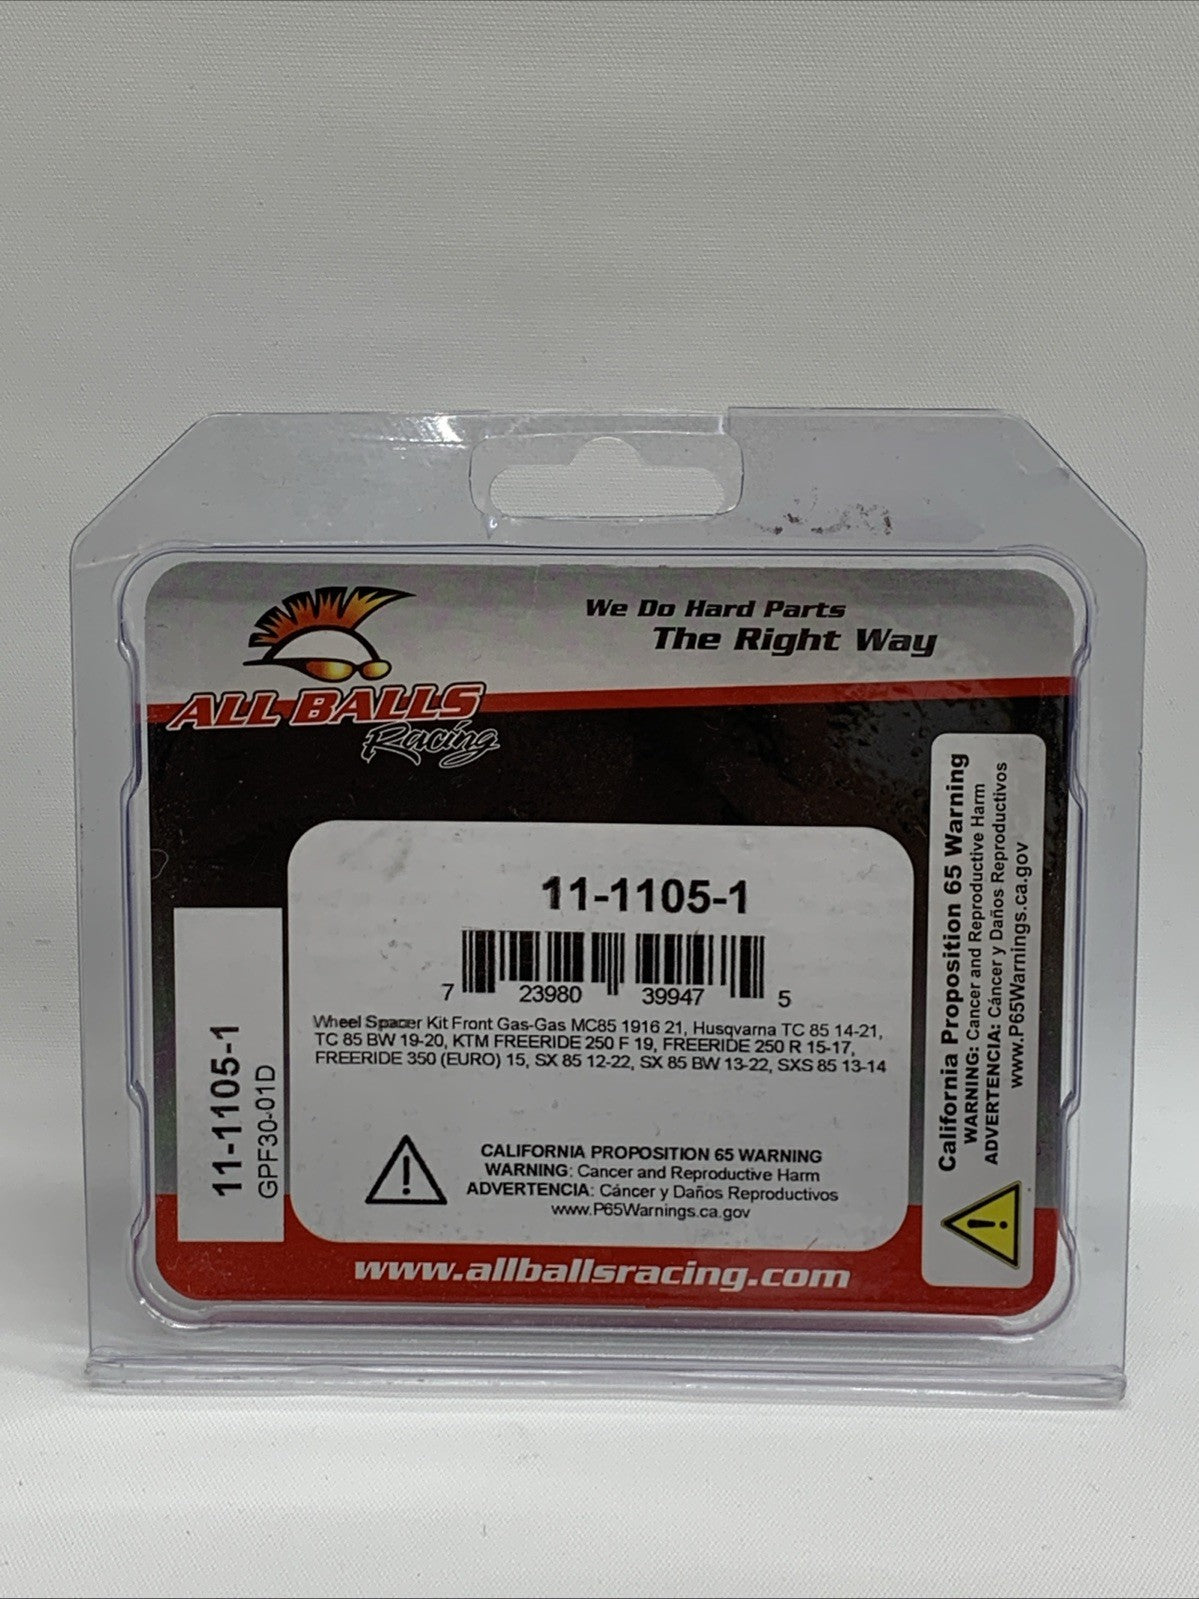 We Do Hard Parts
The Right Way
ALL BALLS
Racing
11-1105-1
7 23980 39947 5
Wheel Spacer Kit Front Gas-Gas MC85 1916 21, Husqvarna TC 85 14-21,
TC 85 BW 19-20, KTM FREERIDE 250 F 19, FREERIDE 250 R 15-17,
FREERIDE 350 (EURO) 15, SX 85 12-22, SX 85 BW 13-22, SXS 85 13-14
CALIFORNIA PROPOSITION 65 WARNING
WARNING: Cancer and Reproductive Harm
ADVERTENCIA: Cáncer y Daños Reproductivos
www.P65Warnings.ca.gov
www.allballsracing.com
11-1105-1
GPF30-01D
California Proposition 65 Warning
WARNING: Cancer and Reproductive Harm
ADVERTENCIA: Cáncer y Daños Reproductivos
www.P65Warnings.ca.gov